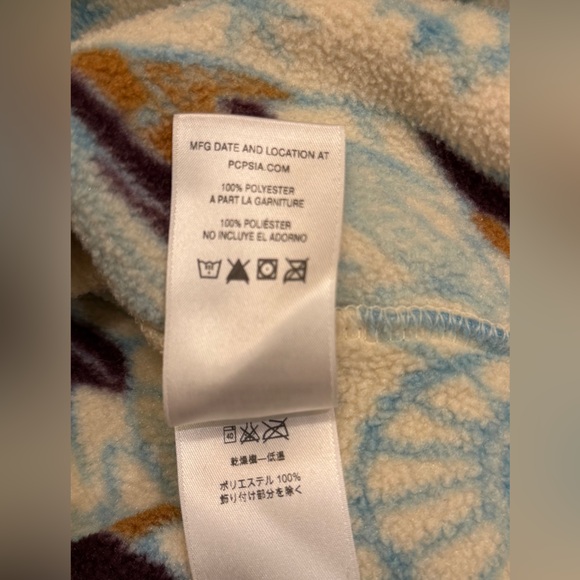 MFG DATE AND LOCATION AT
PCPSIA.COM
100% POLYESTER
À PART LA GARNITURE
100% POLIÉSTER
NO INCLUYE EL ADORNO
40
乾燥機—低温
ポリエステル 100%
飾り付け部分を除く